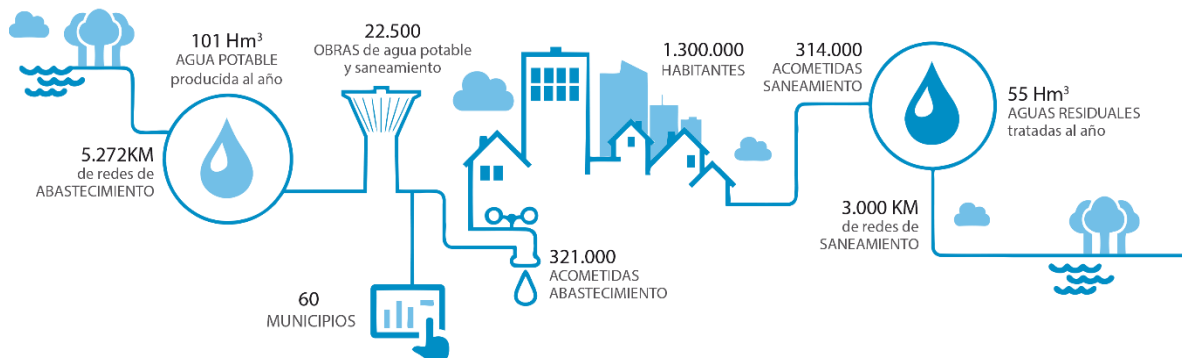 101 Hm³
AGUA POTABLE
producida al año
5.272KM
de redes de
ABASTECIMIENTO
22.500
OBRAS de agua potable
y saneamiento
60
MUNICIPIOS
321.000
ACOMETIDAS
ABASTECIMIENTO
1.300.000
HABITANTES
314.000
ACOMETIDAS
SANEAMIENTO
55 Hm³
AGUAS RESIDUALES
tratadas al año
3.000 KM
de redes de
SANEAMIENTO